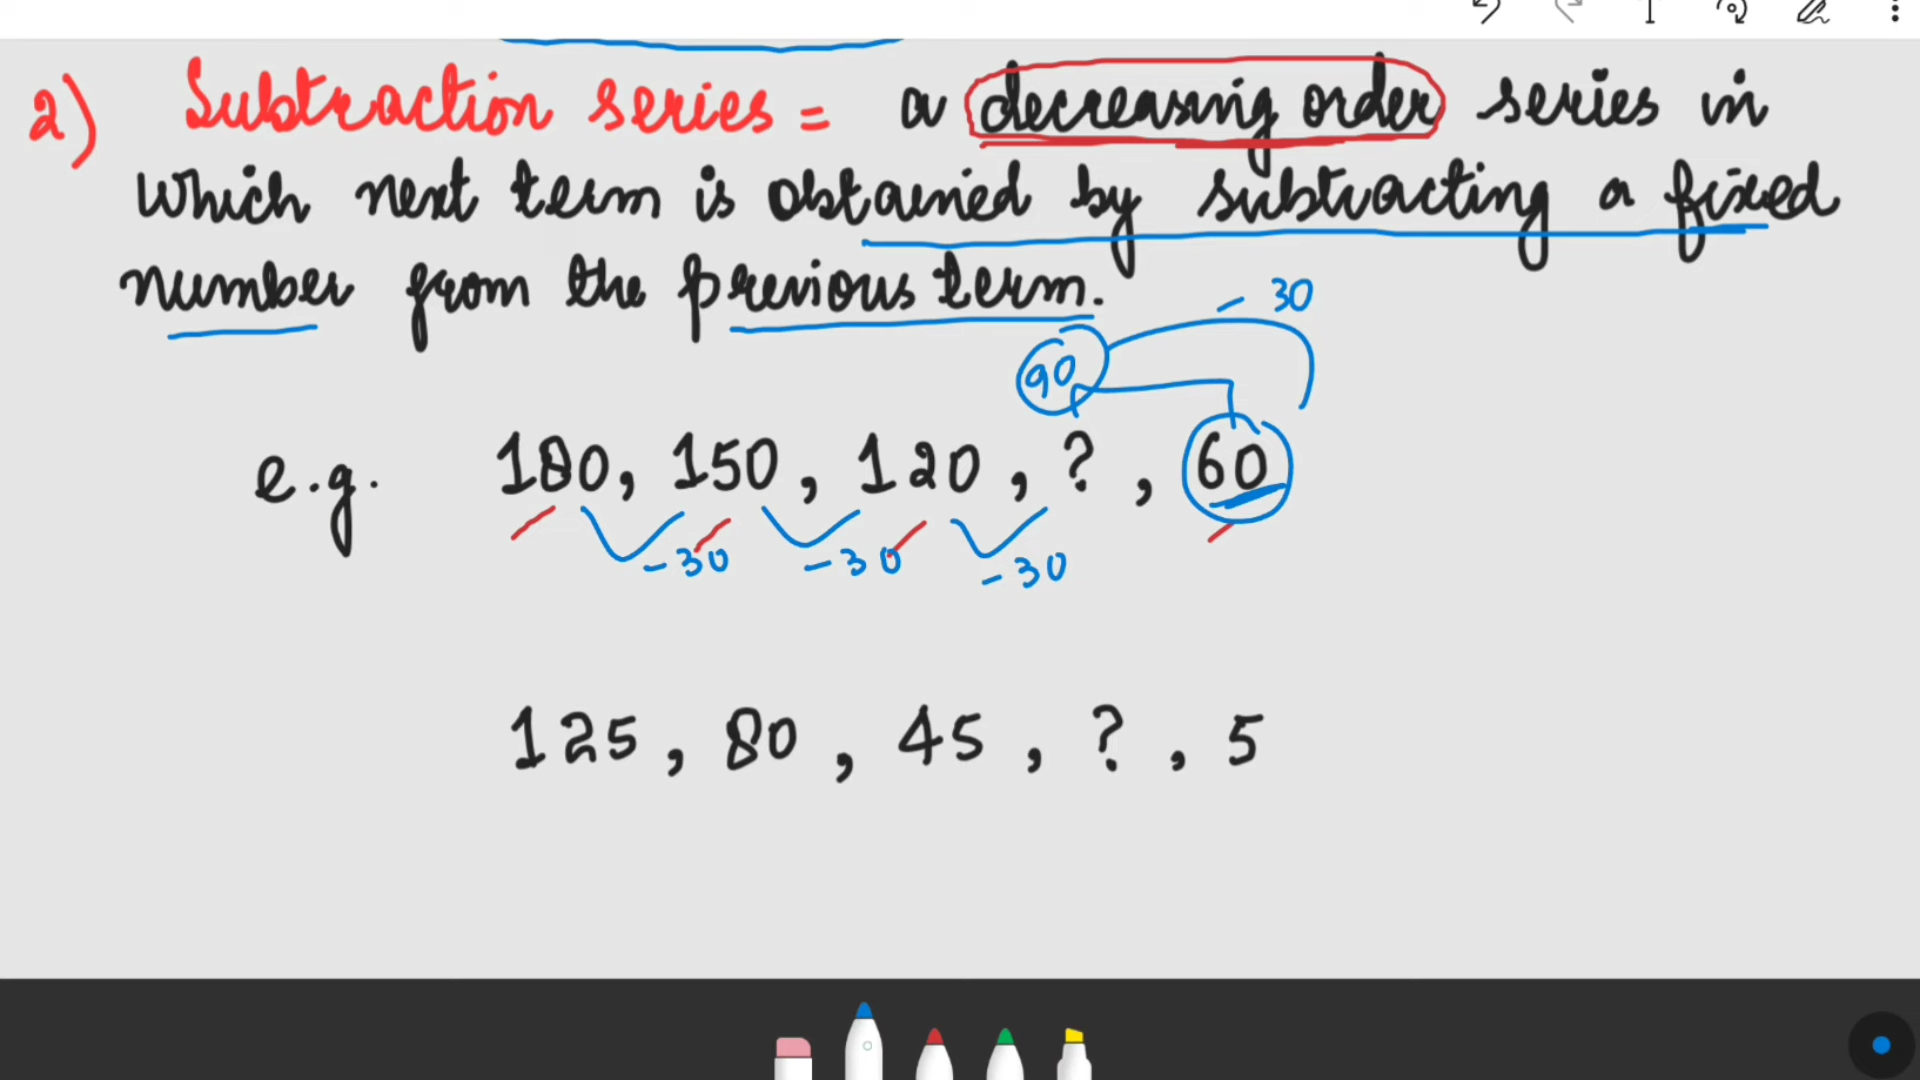 2) Subtraction series = a decreasing order series in
which next term is obtained by subtracting a fixed
number from the previous term.
- 30
90
e.g. 180, 150, 120, ?, 60
-30 -30 -30
125, 80, 45, ?, 5